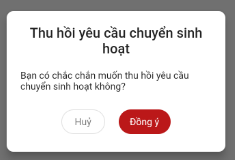 Thu hồi yêu cầu chuyển sinh
hoạt
Bạn có chắc chắn muốn thu hồi yêu cầu
chuyển sinh hoạt không?
Huỷ
Đồng ý